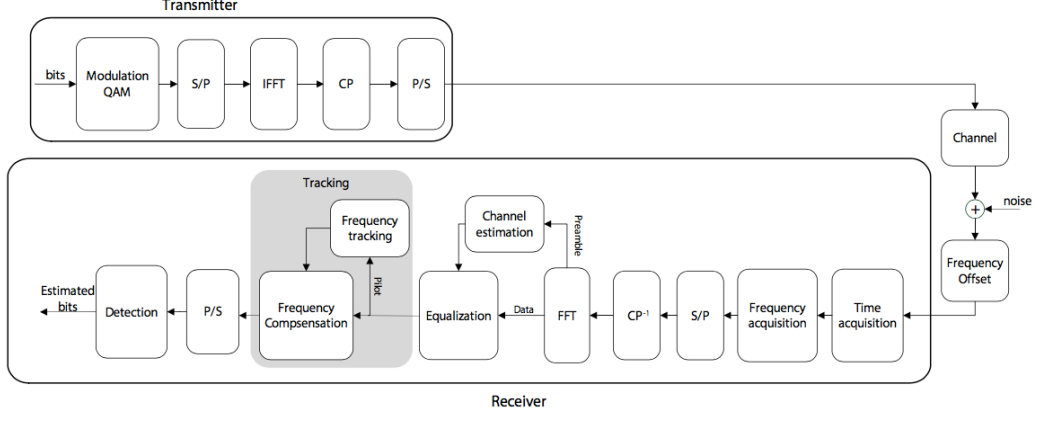 Transmitter
bits
Modulation
QAM
S/P
IFFT
CP
P/S
Channel
noise
+
Frequency
Offset
Tracking
Frequency
tracking
Channel
estimation
Preamble
Pilot
Estimated
bits
Detection
P/S
Frequency
Compsensation
Equalization
Data
FFT
CP⁻¹
S/P
Frequency
acquisition
Time
acquisition
Receiver